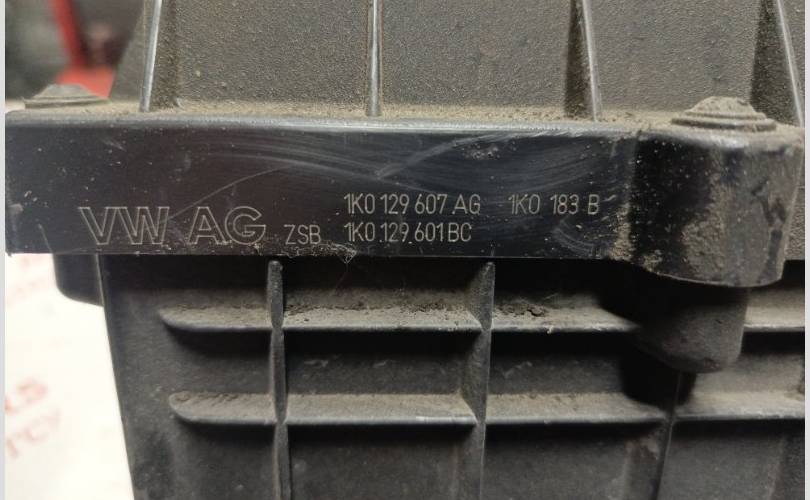 1K0 129 607 AG 1K0 183 B
VW AG ZSB 1K0 129 601 BC